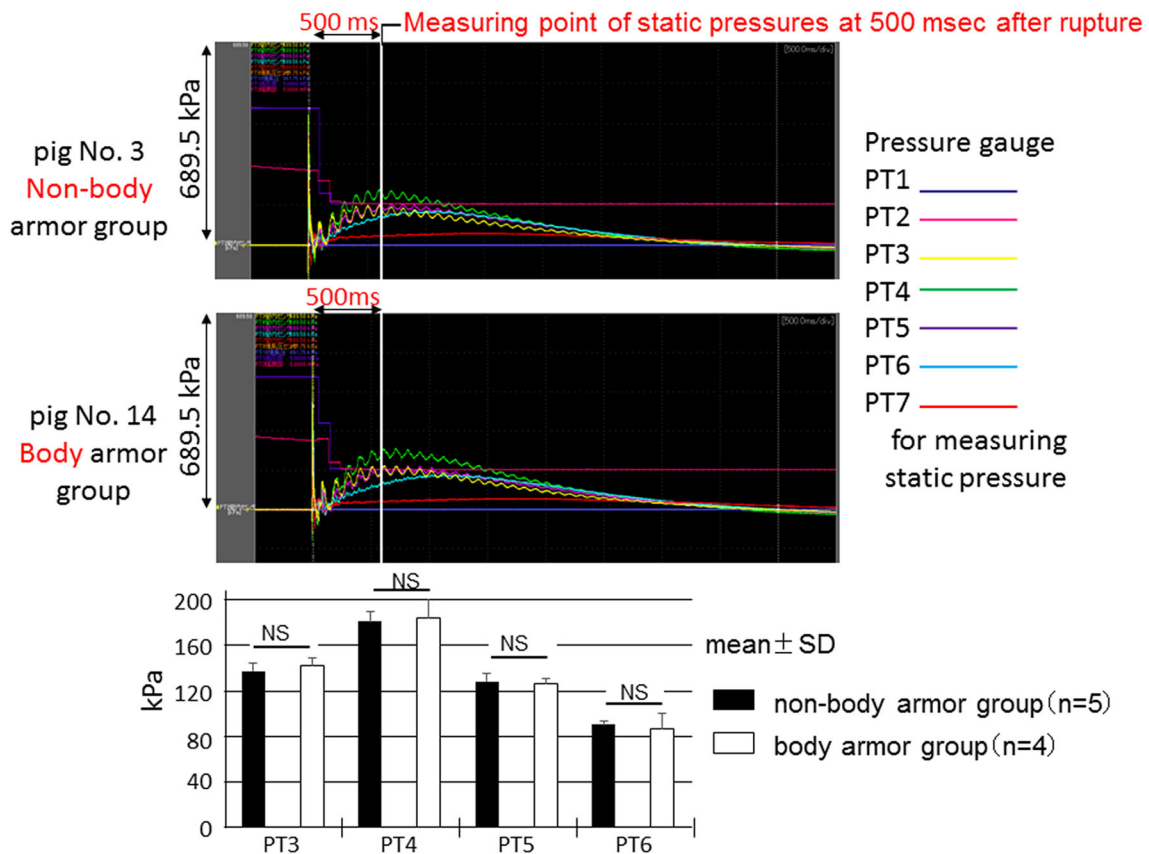 500 ms
Measuring point of static pressures at 500 msec after rupture
[500.0ms/div]
689.5 kPa
pig No. 3
Non-body
armor group
Pressure gauge
PT1
PT2
PT3
PT4
PT5
PT6
PT7
for measuring
static pressure
500ms
[500.0ms/div]
689.5 kPa
pig No. 14
Body armor
group
kPa
200
160
120
80
40
0
NS
NS
NS
NS
PT3
PT4
PT5
PT6
mean± SD
non-body armor group(n=5)
body armor group(n=4)